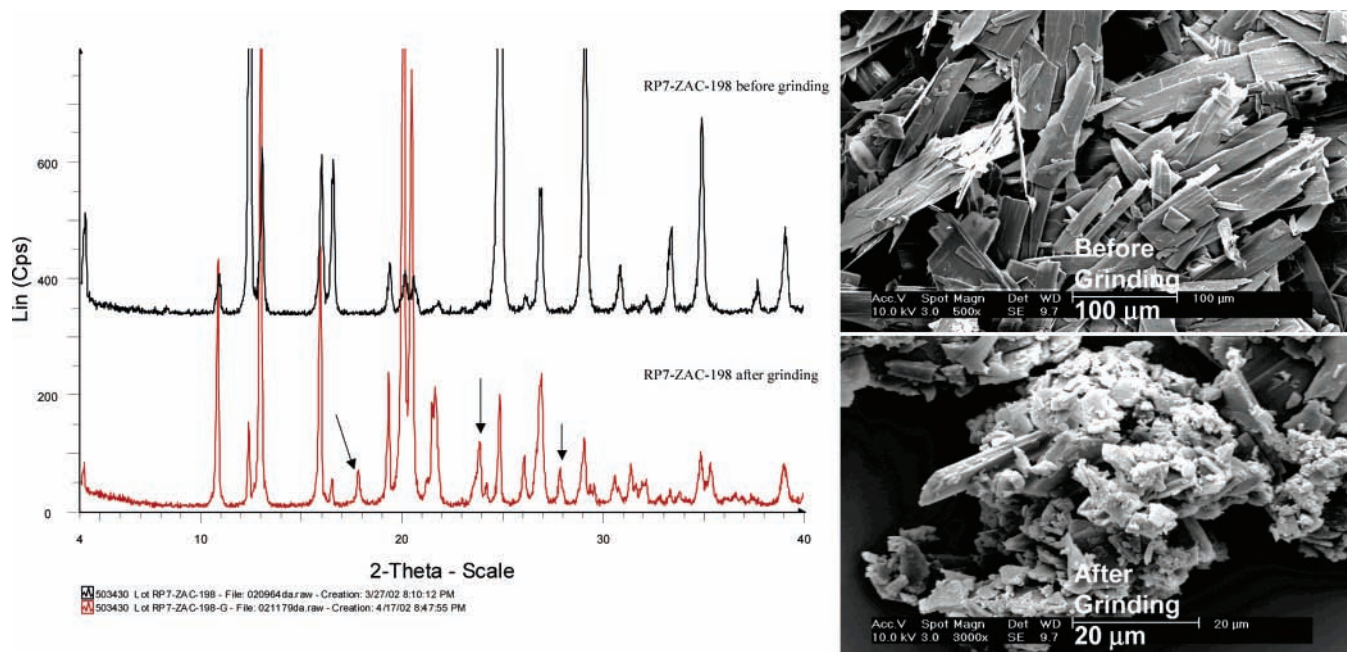 Lin (Cps)
600
400
200
0
4
10
20
30
40
2-Theta - Scale
RP7-ZAC-198 before grinding
RP7-ZAC-198 after grinding
503430 Lot RP7-ZAC-198 - File: 020964da.raw - Creation: 3/27/02 8:10:12 PM
503430 Lot RP7-ZAC-198-G - File: 021179da.raw - Creation: 4/17/02 8:47:55 PM
Before
Grinding
Acc.V Spot Magn Det WD 100 µm
10.0 kV 3.0 500x SE 9.7 100 µm
After
Grinding
Acc.V Spot Magn Det WD 20 µm
10.0 kV 3.0 3000x SE 9.7 20 µm